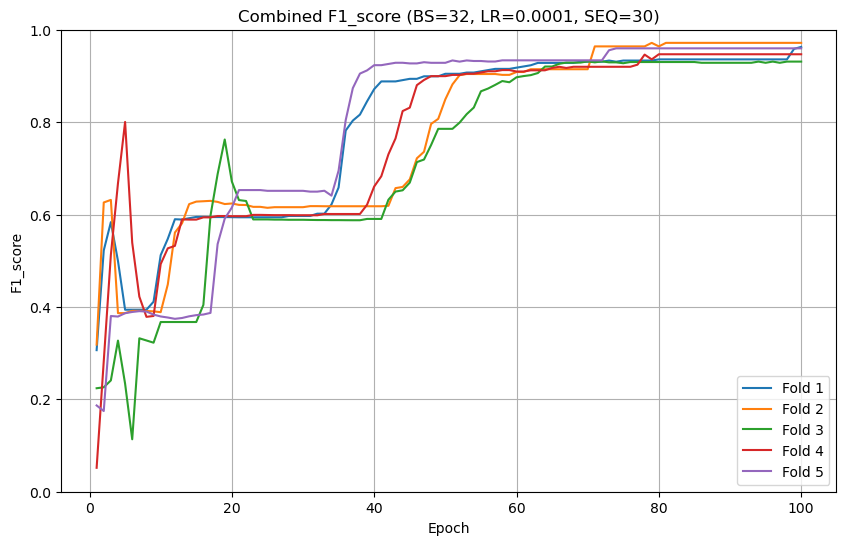 Combined F1_score (BS=32, LR=0.0001, SEQ=30)
F1_score
1.0
0.8
0.6
0.4
0.2
0.0
0 20 40 60 80 100
Epoch
Fold 1
Fold 2
Fold 3
Fold 4
Fold 5